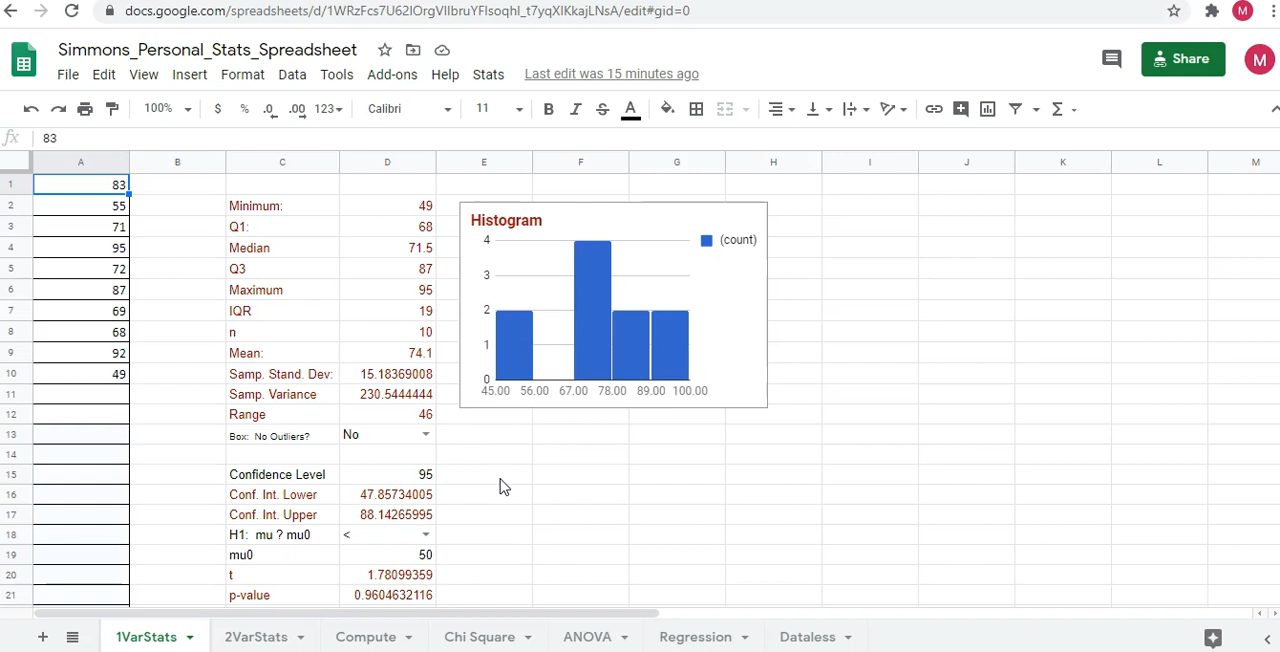 docs.google.com/spreadsheets/d/1WRzFcs7U62IOrgVIIbruYFIsoqhI_t7yqXIKkajLNsA/edit#gid=0
M
Simmons_Personal_Stats_Spreadsheet
File Edit View Insert Format Data Tools Add-ons Help Stats Last edit was 15 minutes ago
Share
M
100% $ % .0 .00 123 Calibri 11 B I S A Σ
fx 83
A B C D E F G H I J K L M
1 83
2 55 Minimum: 49
3 71 Q1: 68
4 95 Median 71.5
5 72 Q3 87
6 87 Maximum 95
7 69 IQR 19
8 68 n 10
9 92 Mean: 74.1
10 49 Samp. Stand. Dev: 15.18369008
11 Samp. Variance 230.5444444
12 Range 46
13 Box: No Outliers? No
14
15 Confidence Level 95
16 Conf. Int. Lower 47.85734005
17 Conf. Int. Upper 88.14265995
18 H1: mu ? mu0 <
19 mu0 50
20 t 1.78099359
21 p-value 0.9604632116
Histogram
4
(count)
3
2
1
0
45.00 56.00 67.00 78.00 89.00 100.00
+ 1VarStats 2VarStats Compute Chi Square ANOVA Regression Dataless